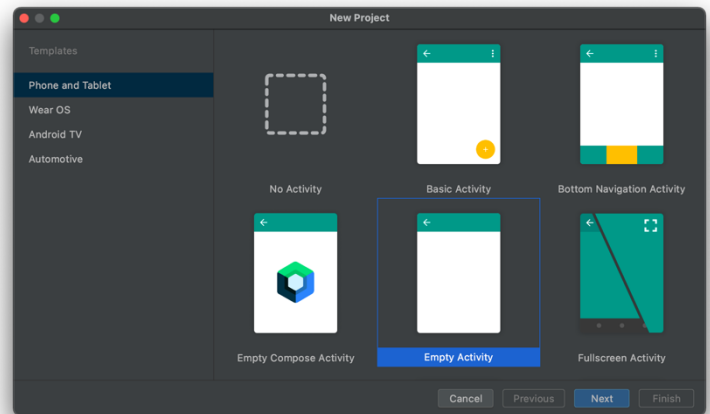 New Project
Templates
Phone and Tablet
Wear OS
Android TV
Automotive
No Activity
Basic Activity
Bottom Navigation Activity
Empty Compose Activity
Empty Activity
Fullscreen Activity
Cancel
Previous
Next
Finish